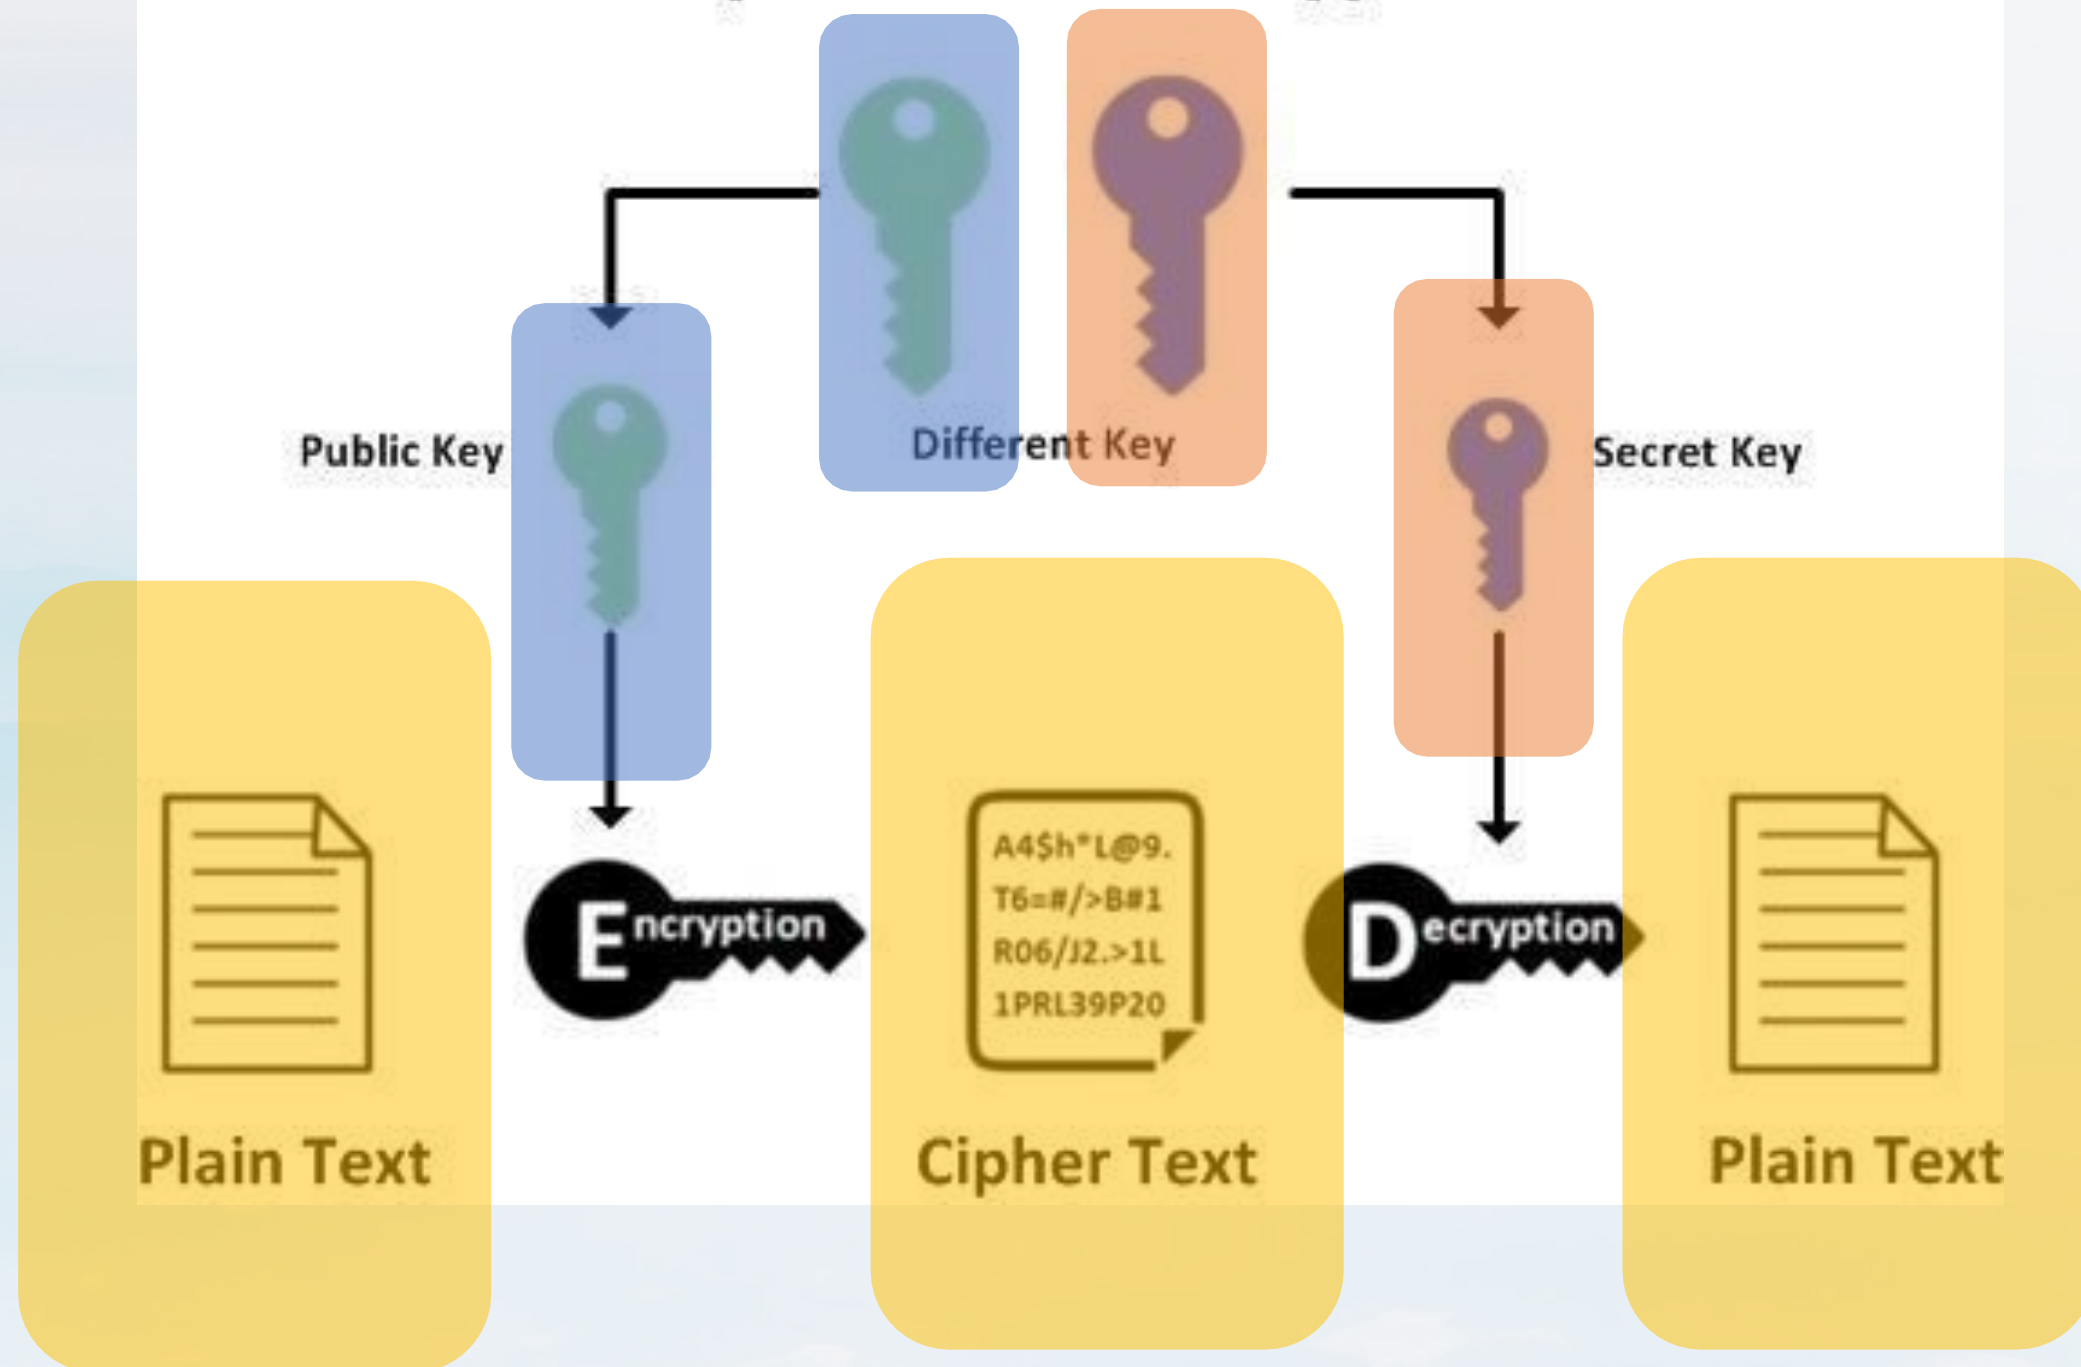 Different Key
Public Key
Secret Key
A4$h*L@9.
T6=#/>B#1
R06/J2.>1L
1PRL39P20
Encryption
Decryption
Plain Text
Cipher Text
Plain Text